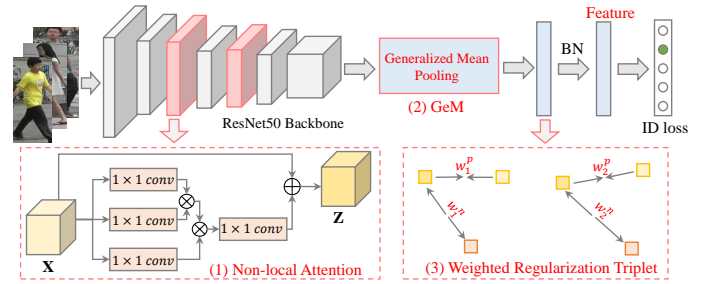 Feature
BN
Generalized Mean
Pooling
(2) GeM
ResNet50 Backbone
ID loss
1 × 1 conv
1 × 1 conv
1 × 1 conv
1 × 1 conv
X
Z
(1) Non-local Attention
w₁ᵖ
w₁ⁿ
w₂ᵖ
w₂ⁿ
(3) Weighted Regularization Triplet